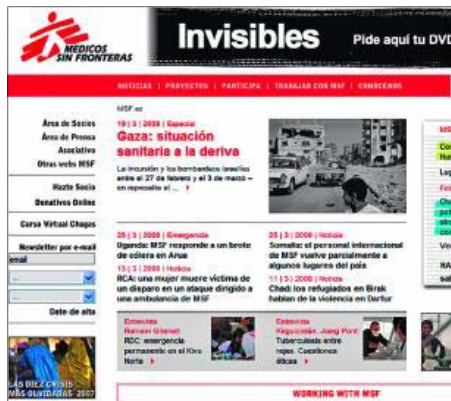 MEDICOS
SIN FRONTERAS
Invisibles
Pide aquí tu DVD
NOTICIAS | PROYECTOS | PARTICIPA | TRABAJAR CON MSF | CONÓCENOS
MSF.es
Área de Socios
Área de Prensa
Asociativo
Otras webs MSF
Hazte Socio
Donativos Online
Curso Virtual Chagas
Newsletter por e-mail
email
...
...
Date de alta
LAS DIEZ CRISIS
MÁS OLVIDADAS 2007
19 | 3 | 2008 | Especial
Gaza: situación
sanitaria a la deriva
La incursión y los bombardeos israelíes
entre el 27 de febrero y el 3 de marzo –
en represalia al ...
25 | 3 | 2008 | Emergencia
Uganda: MSF responde a un brote
de cólera en Arua
13 | 3 | 2008 | Noticia
RCA: una mujer muere víctima de
un disparo en un ataque dirigido a
una ambulancia de MSF
25 | 3 | 2008 | Noticia
Somalia: el personal internacional
de MSF vuelve parcialmente a
algunos lugares del país
11 | 3 | 2008 | Noticia
Chad: los refugiados en Birak
hablan de la violencia en Darfur
Entrevista
RDC: emergencia
permanente en el Kivu
Norte
Entrevista
Kirguizistán. Joeng Pont:
Tuberculosis entre
rejas. Cuestiones
éticas
WORKING WITH MSF